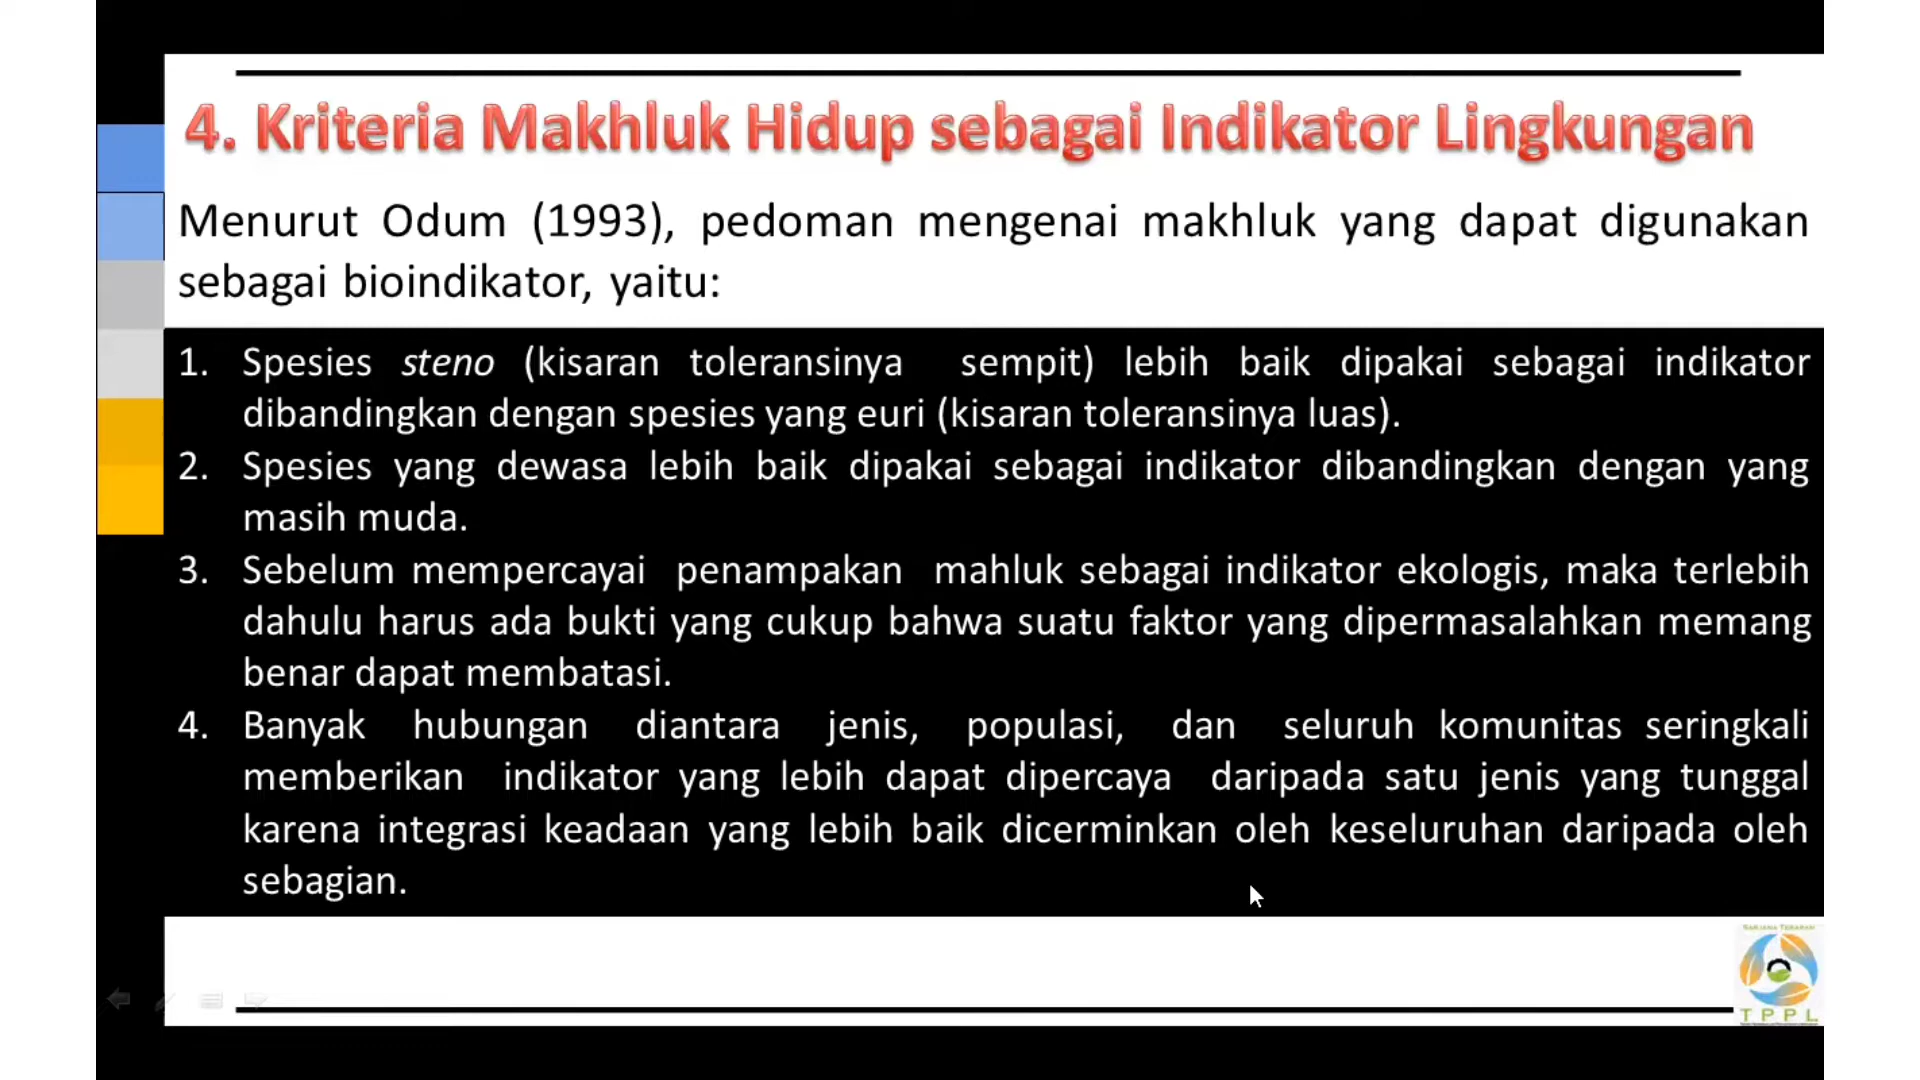 4. Kriteria Makhluk Hidup sebagai Indikator Lingkungan
Menurut Odum (1993), pedoman mengenai makhluk yang dapat digunakan
sebagai bioindikator, yaitu:
1. Spesies steno (kisaran toleransinya sempit) lebih baik dipakai sebagai indikator
dibandingkan dengan spesies yang euri (kisaran toleransinya luas).
2. Spesies yang dewasa lebih baik dipakai sebagai indikator dibandingkan dengan yang
masih muda.
3. Sebelum mempercayai penampakan mahluk sebagai indikator ekologis, maka terlebih
dahulu harus ada bukti yang cukup bahwa suatu faktor yang dipermasalahkan memang
benar dapat membatasi.
4. Banyak hubungan diantara jenis, populasi, dan seluruh komunitas seringkali
memberikan indikator yang lebih dapat dipercaya daripada satu jenis yang tunggal
karena integrasi keadaan yang lebih baik dicerminkan oleh keseluruhan daripada oleh
sebagian.
SARJANA TERAPAN
TPPL